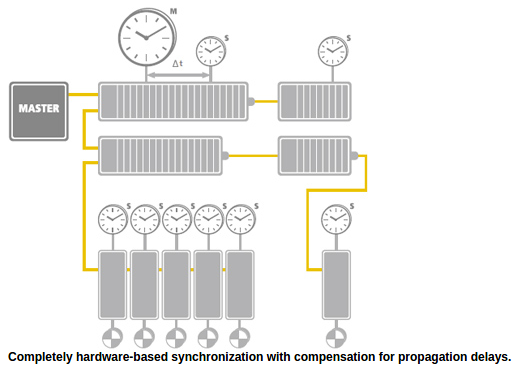 M
S
S
Δt
MASTER
S
S
S
S
S
S
Completely hardware-based synchronization with compensation for propagation delays.